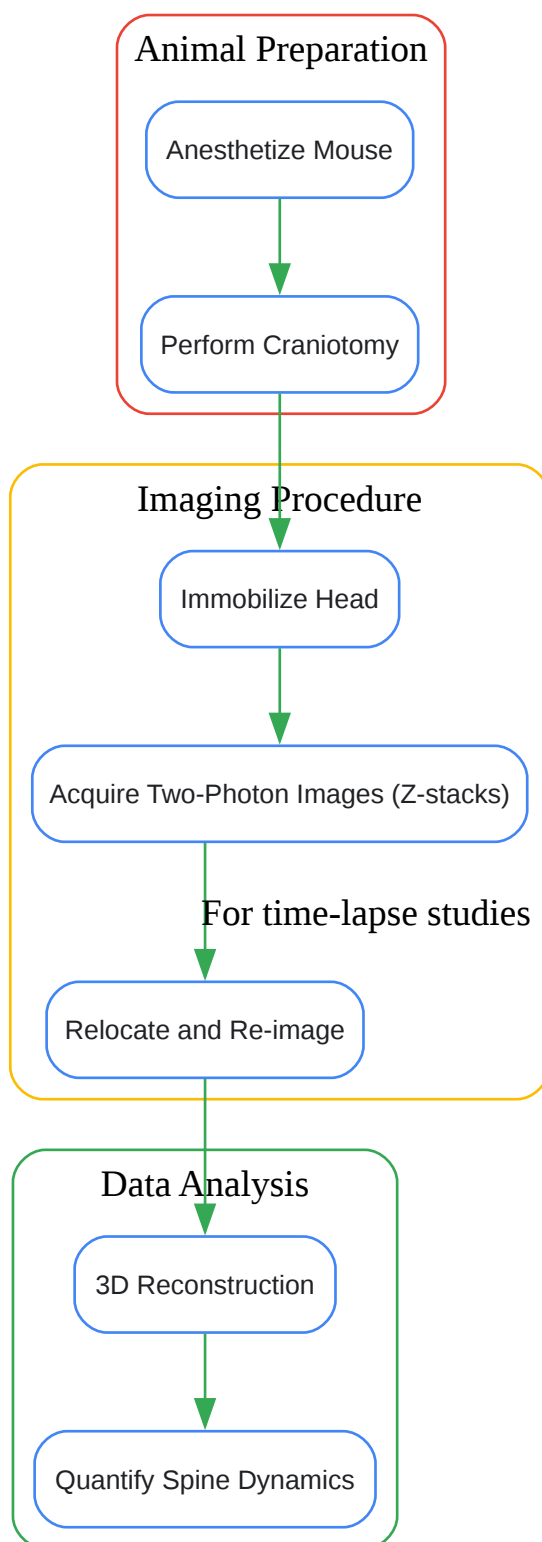 Animal Preparation
Anesthetize Mouse
Perform Craniotomy
Imaging Procedure
Immobilize Head
Acquire Two-Photon Images (Z-stacks)
For time-lapse studies
Relocate and Re-image
Data Analysis
3D Reconstruction
Quantify Spine Dynamics